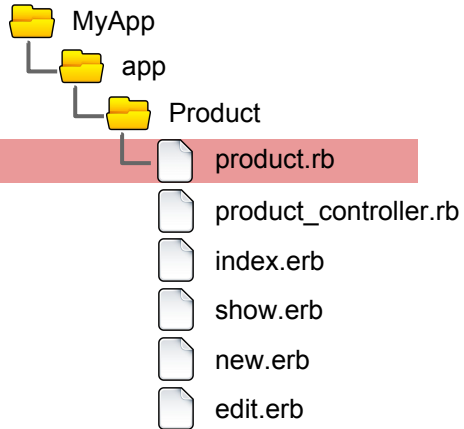 MyApp
app
Product
product.rb
product_controller.rb
index.erb
show.erb
new.erb
edit.erb